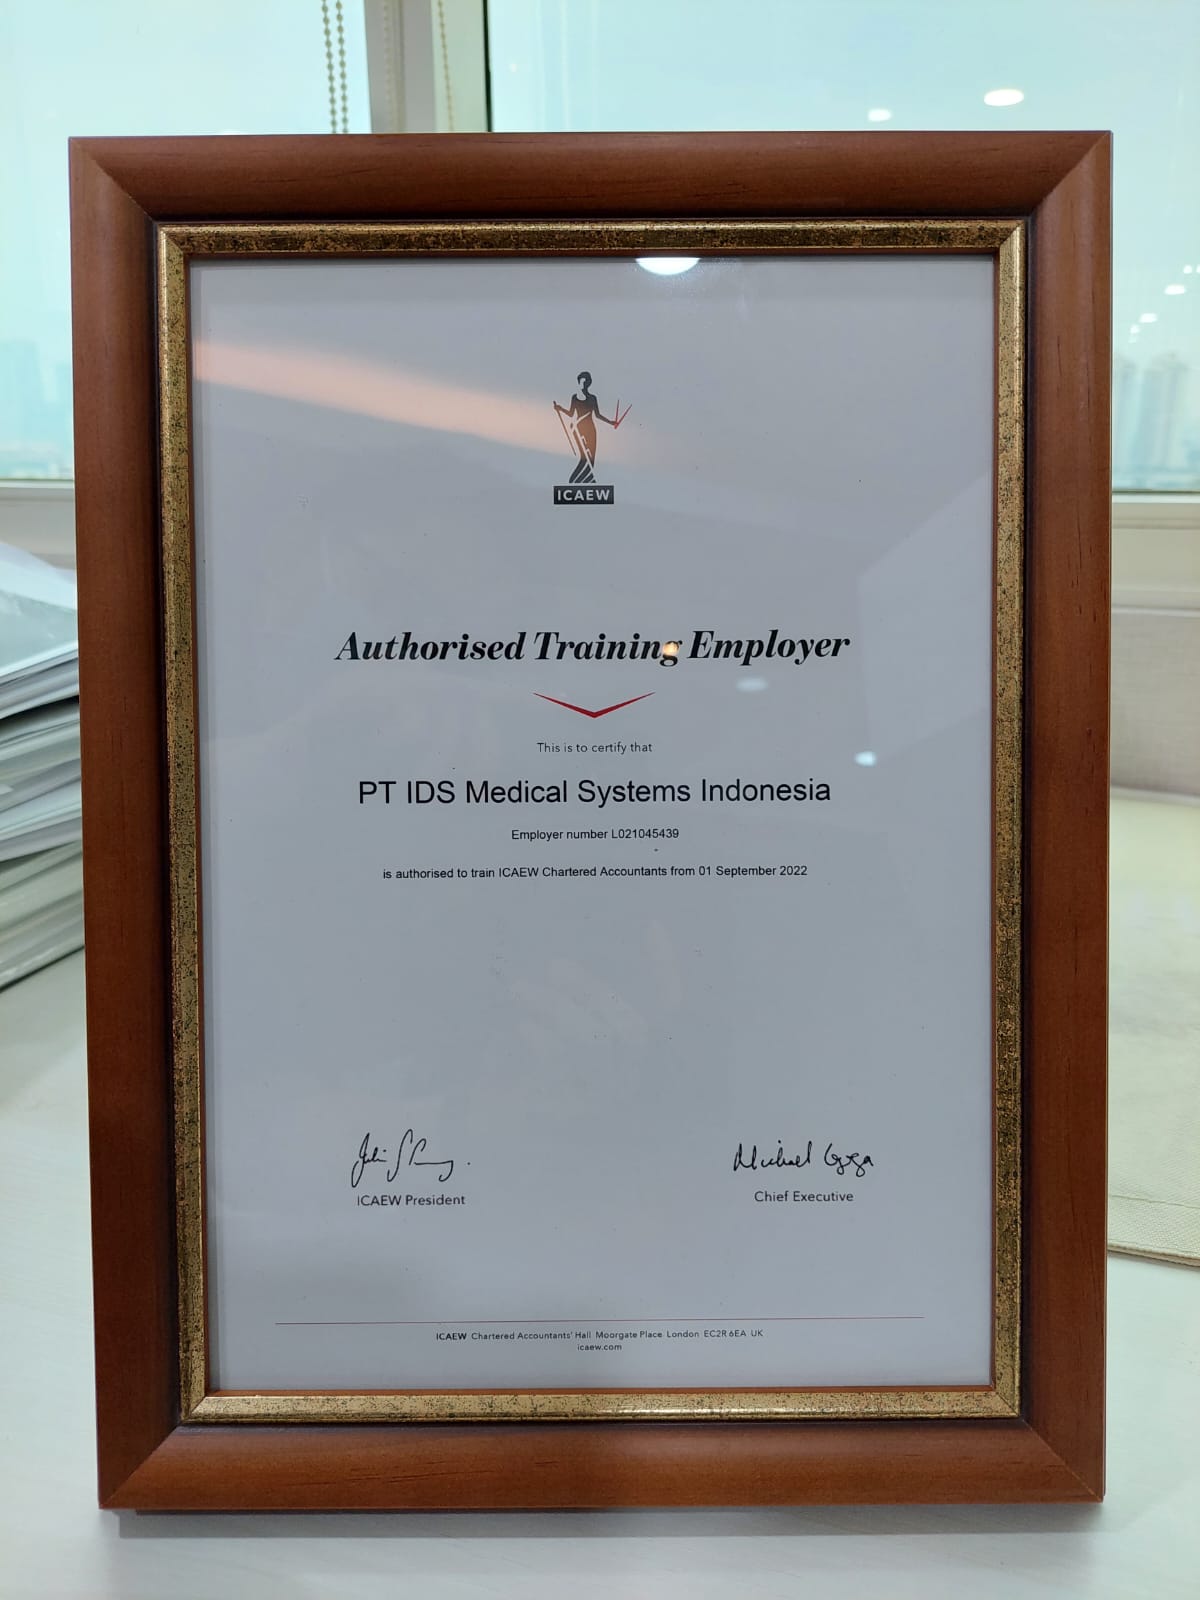 ICAEW
Authorised Training Employer
This is to certify that
PT IDS Medical Systems Indonesia
Employer number L021045439
is authorised to train ICAEW Chartered Accountants from 01 September 2022
Michael Izza
ICAEW President
Chief Executive
ICAEW Chartered Accountants' Hall Moorgate Place London EC2R 6EA UK
icaew.com